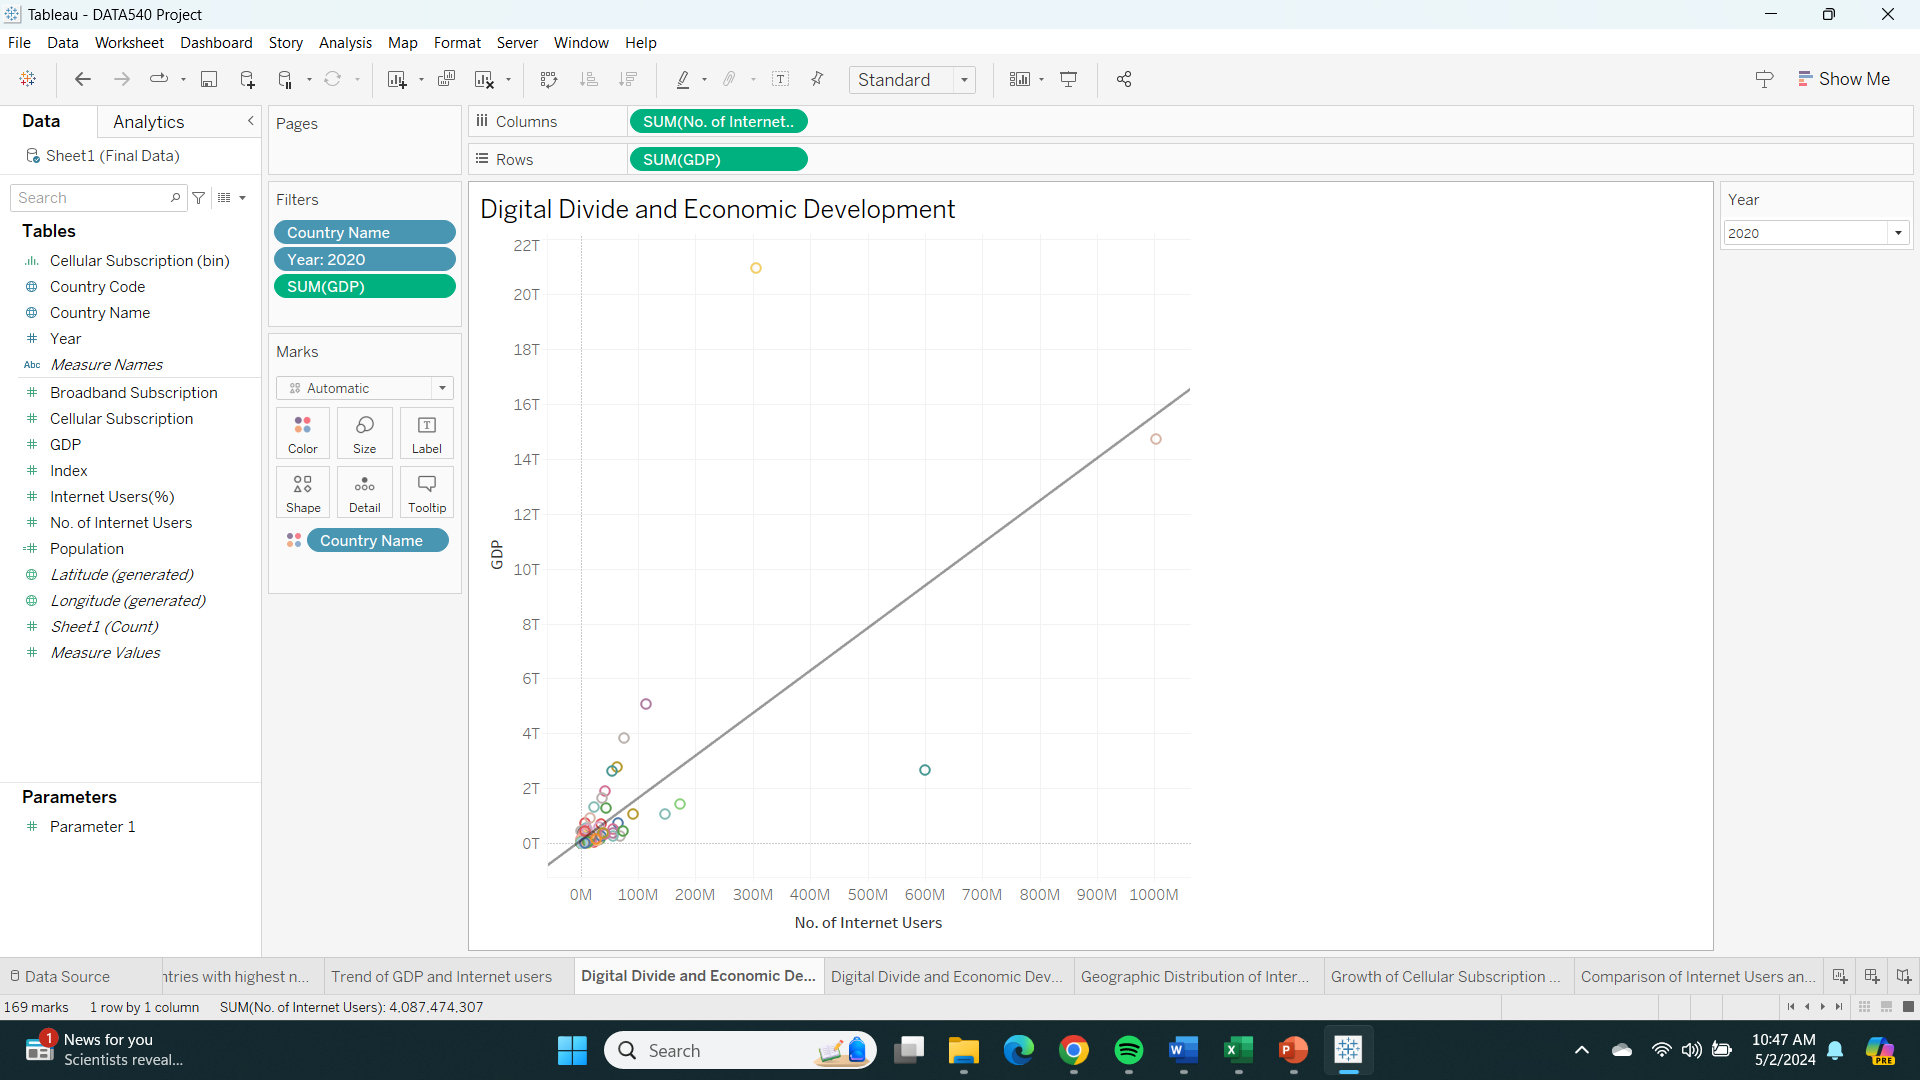 Tableau - DATA540 Project
File Data Worksheet Dashboard Story Analysis Map Format Server Window Help
Standard
Show Me
Data Analytics
Sheet1 (Final Data)
Search
Tables
Cellular Subscription (bin)
Country Code
Country Name
Year
Abc Measure Names
Broadband Subscription
Cellular Subscription
GDP
Index
Internet Users(%)
No. of Internet Users
Population
Latitude (generated)
Longitude (generated)
Sheet1 (Count)
Measure Values
Parameters
Parameter 1
Pages
Filters
Country Name
Year: 2020
SUM(GDP)
Marks
Automatic
Color Size Label
Shape Detail Tooltip
Country Name
Columns SUM(No. of Internet..
Rows SUM(GDP)
Digital Divide and Economic Development
22T
20T
18T
16T
14T
12T
10T
8T
6T
4T
2T
0T
GDP
0M 100M 200M 300M 400M 500M 600M 700M 800M 900M 1000M
No. of Internet Users
Year
2020
Data Source ntries with highest n... Trend of GDP and Internet users Digital Divide and Economic De... Digital Divide and Economic Dev... Geographic Distribution of Inter... Growth of Cellular Subscription ... Comparison of Internet Users an...
169 marks 1 row by 1 column SUM(No. of Internet Users): 4,087,474,307
1 News for you
Scientists reveal...
Search
10:47 AM
5/2/2024
PRE